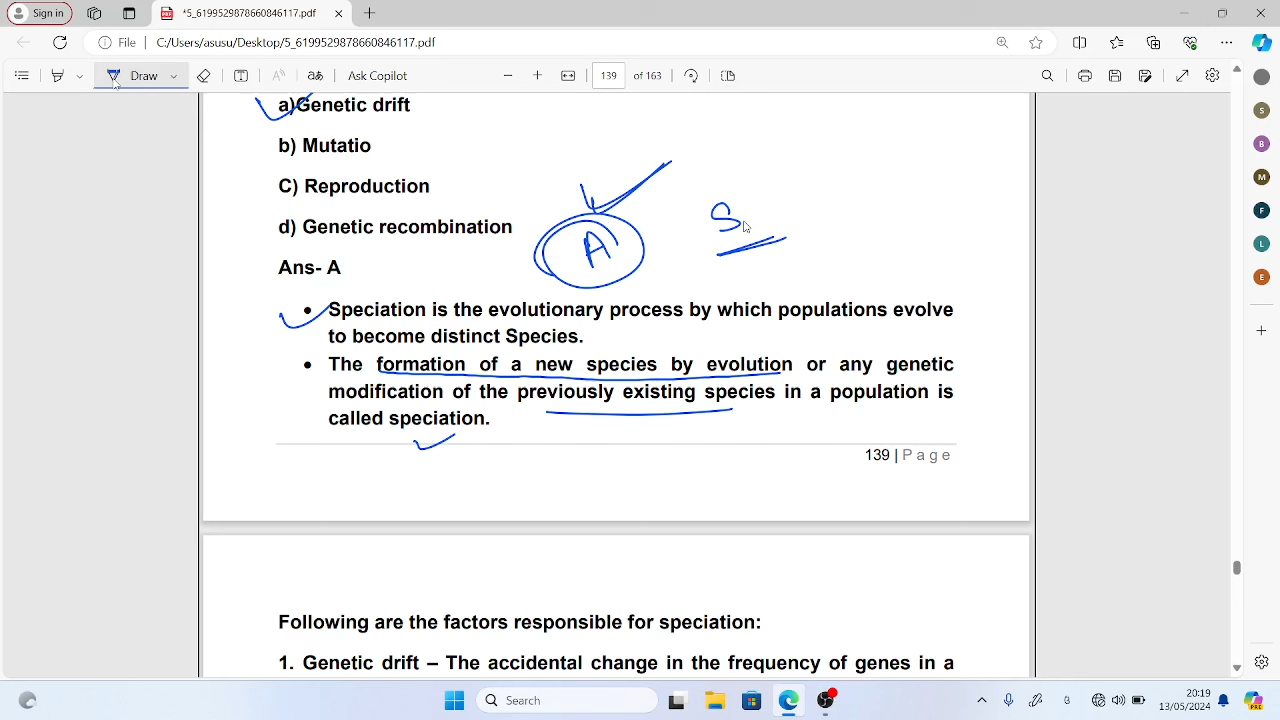 Sign in
*5_6199529878660846117.pdf
File
C:/Users/asusu/Desktop/5_6199529878660846117.pdf
Draw
Ask Copilot
139 of 163
a)Genetic drift
b) Mutatio
C) Reproduction
d) Genetic recombination
A
S
Ans- A
• Speciation is the evolutionary process by which populations evolve
to become distinct Species.
• The formation of a new species by evolution or any genetic
modification of the previously existing species in a population is
called speciation.
139 | P a g e
Following are the factors responsible for speciation:
1. Genetic drift – The accidental change in the frequency of genes in a
S
B
M
F
L
E
Search
20:19
13/05/2024